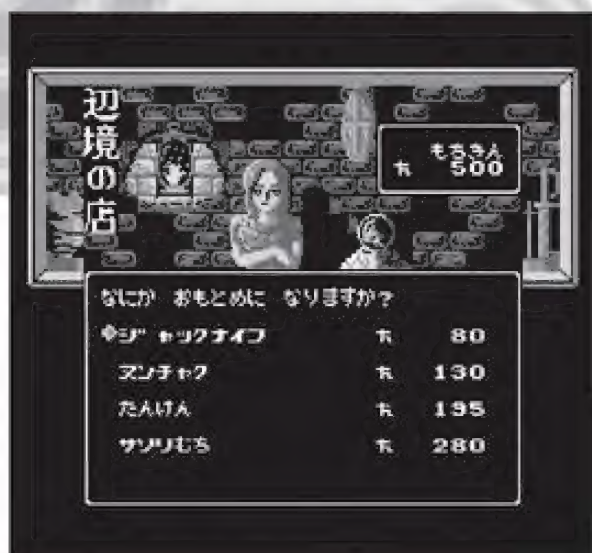 辺境の店
もちきん
ħ 500
なにか おもとめに なりますか?
ジャックナイフ ħ 80
ヌンチャク ħ 130
たんけん ħ 195
サソリむち ħ 280